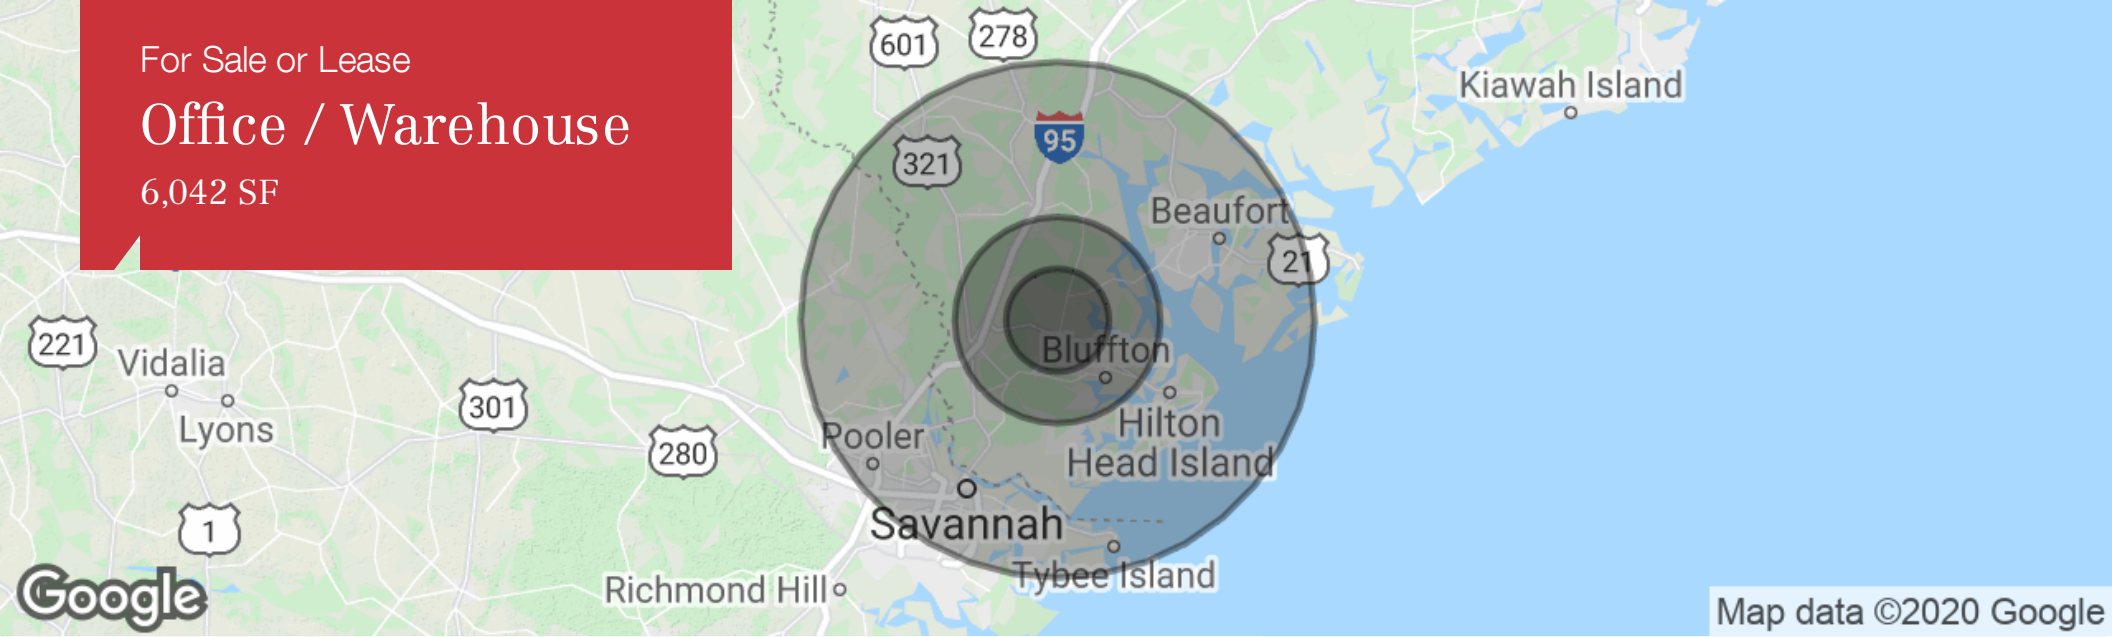 For Sale or Lease
Office / Warehouse
6,042 SF
601
278
Kiawah Island
95
321
Beaufort
21
221
Vidalia
Bluffton
Lyons
301
Hilton
Head Island
Pooler
280
1
Savannah
Tybee Island
Richmond Hill
Google
Map data ©2020 Google